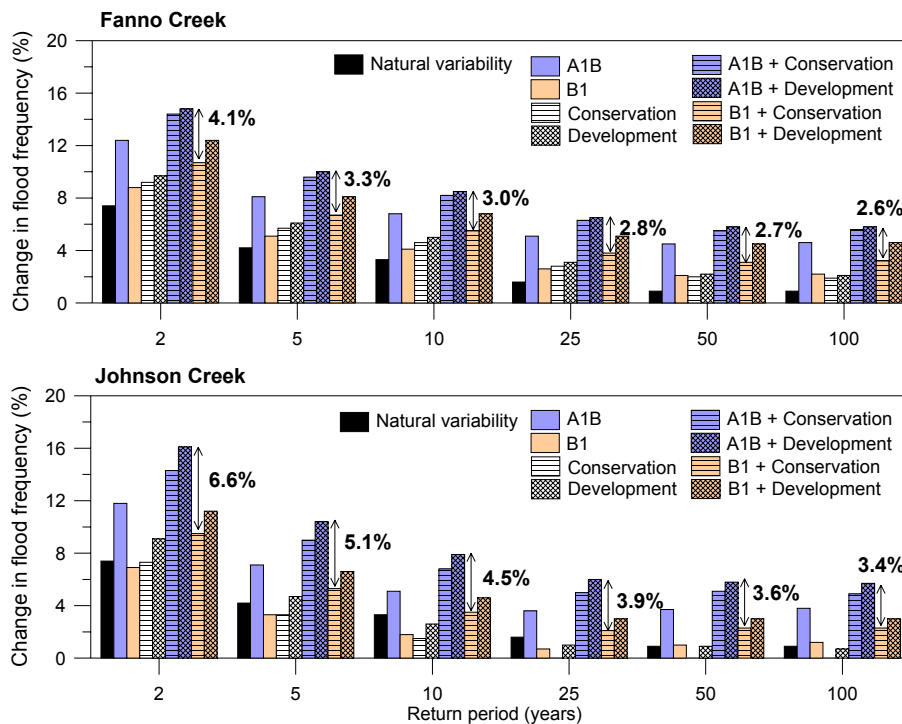 Fanno Creek
20
16
12
8
4
0
Change in flood frequency (%)
Natural variability
A1B
B1
Conservation
Development
A1B + Conservation
A1B + Development
B1 + Conservation
B1 + Development
4.1%
3.3%
3.0%
2.8%
2.7%
2.6%
2 5 10 25 50 100
Johnson Creek
20
16
12
8
4
0
Change in flood frequency (%)
Natural variability
A1B
B1
Conservation
Development
A1B + Conservation
A1B + Development
B1 + Conservation
B1 + Development
6.6%
5.1%
4.5%
3.9%
3.6%
3.4%
2 5 10 25 50 100
Return period (years)